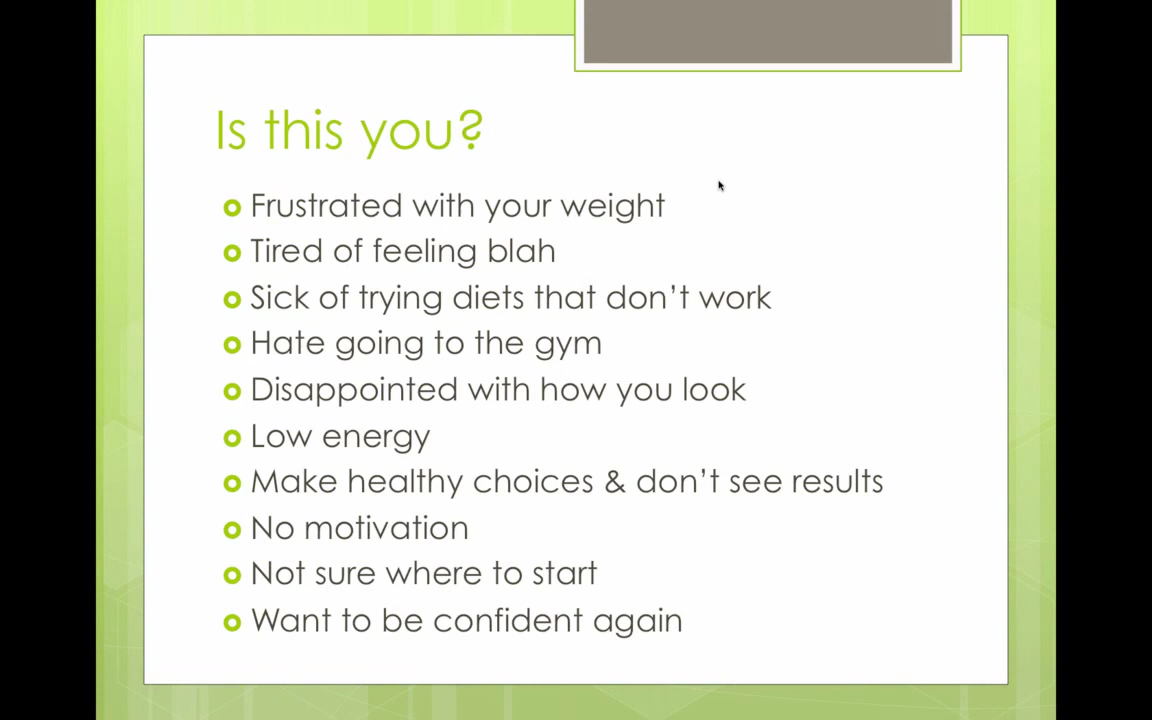 Is this you?
Frustrated with your weight
Tired of feeling blah
Sick of trying diets that don’t work
Hate going to the gym
Disappointed with how you look
Low energy
Make healthy choices & don’t see results
No motivation
Not sure where to start
Want to be confident again